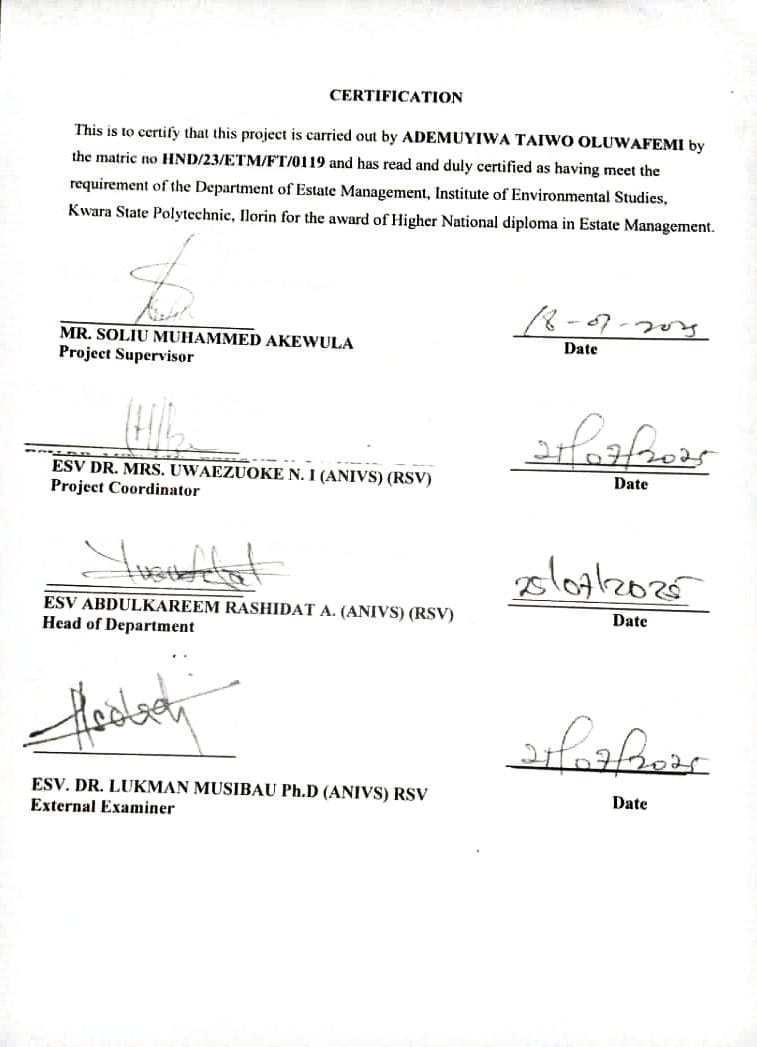 CERTIFICATION
This is to certify that this project is carried out by ADEMUYIWA TAIWO OLUWAFEMI by
the matric no HND/23/ETM/FT/0119 and has read and duly certified as having meet the
requirement of the Department of Estate Management, Institute of Environmental Studies,
Kwara State Polytechnic, Ilorin for the award of Higher National diploma in Estate Management.
18-07-2025
MR. SOLIU MUHAMMED AKEWULA
Date
Project Supervisor
/07/2025
ESV DR. MRS. UWAEZUOKE N. I (ANIVS) (RSV)
Date
Project Coordinator
25/07/2025
ESV ABDULKAREEM RASHIDAT A. (ANIVS) (RSV)
Date
Head of Department
/07/2025
ESV. DR. LUKMAN MUSIBAU Ph.D (ANIVS) RSV
Date
External Examiner